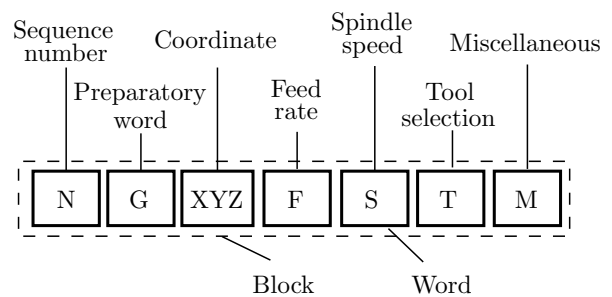 Sequence
number
Preparatory
word
Coordinate
Feed
rate
Spindle
speed
Tool
selection
Miscellaneous
N G XYZ F S T M
Block Word